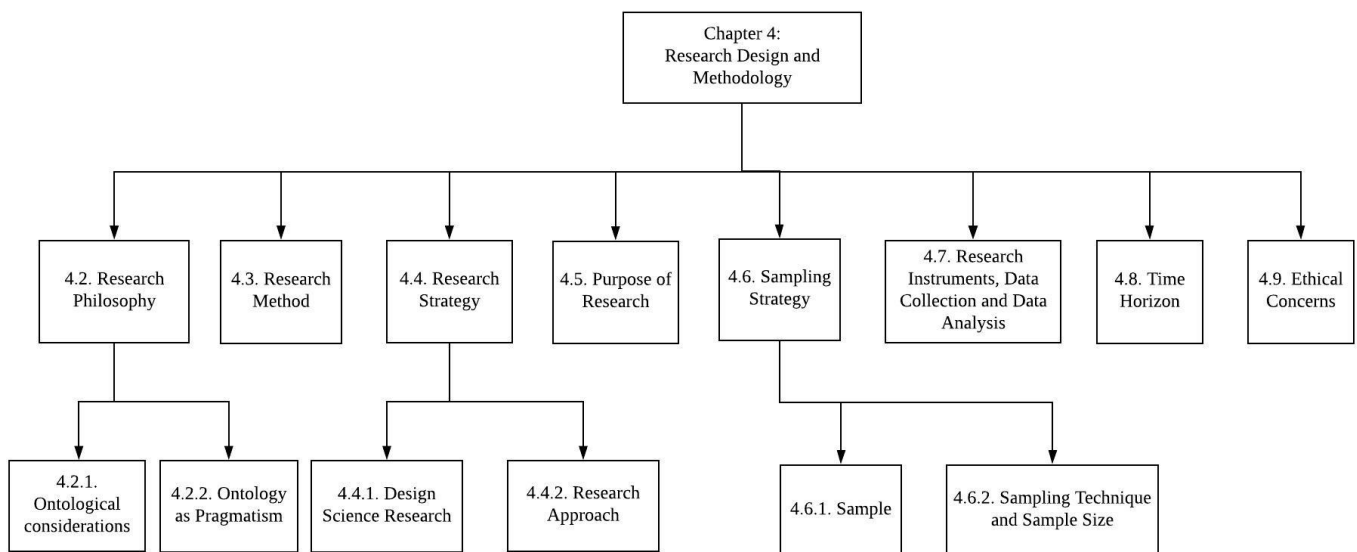 Chapter 4:
Research Design and
Methodology
4.2. Research
Philosophy
4.3. Research
Method
4.4. Research
Strategy
4.5. Purpose of
Research
4.6. Sampling
Strategy
4.7. Research
Instruments, Data
Collection and Data
Analysis
4.8. Time
Horizon
4.9. Ethical
Concerns
4.2.1.
Ontological
considerations
4.2.2. Ontology
as Pragmatism
4.4.1. Design
Science Research
4.4.2. Research
Approach
4.6.1. Sample
4.6.2. Sampling Technique
and Sample Size